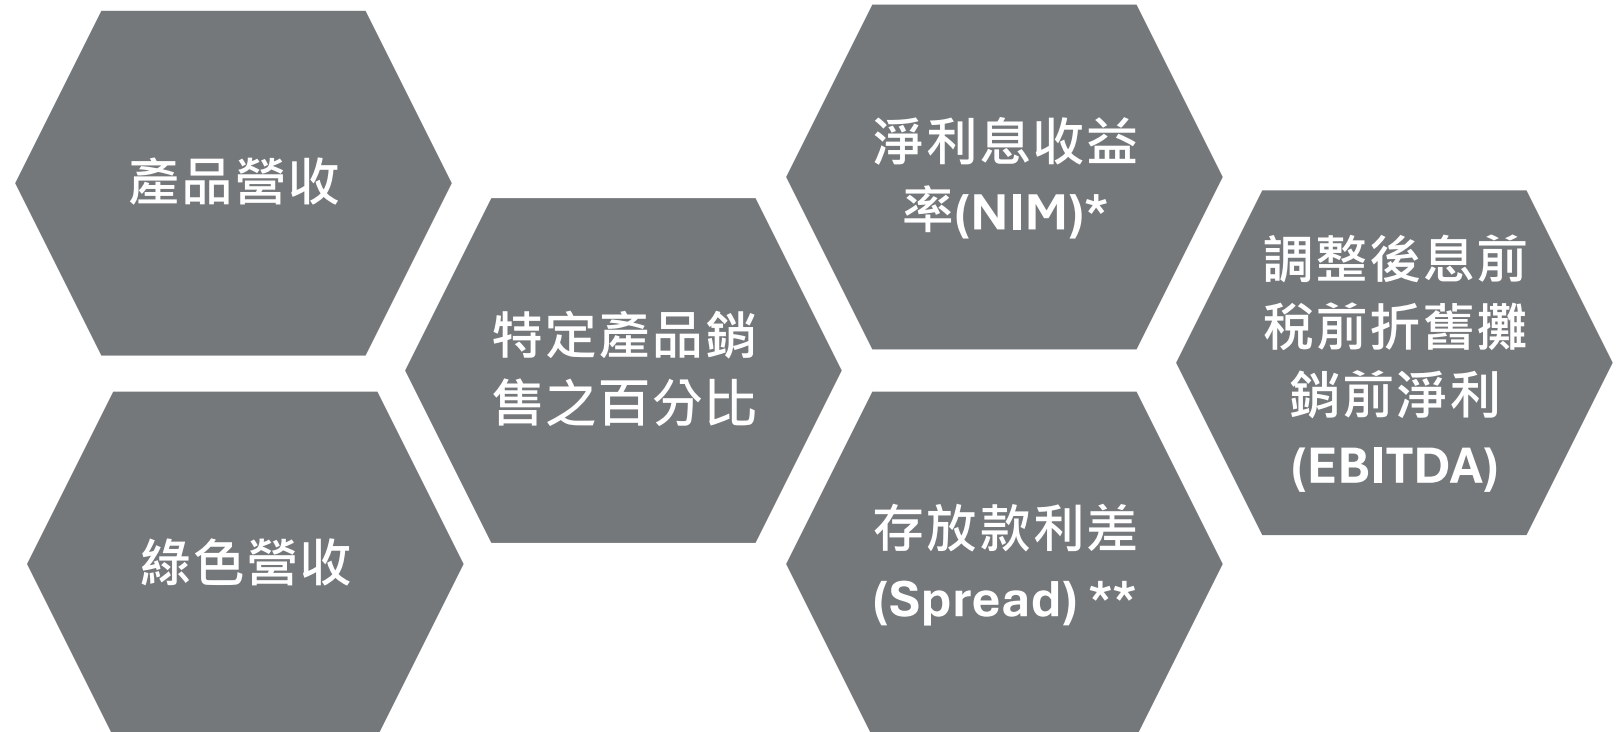 產品營收
綠色營收
特定產品銷
售之百分比
淨利息收益
率(NIM)*
存放款利差
(Spread) **
調整後息前
稅前折舊攤
銷前淨利
(EBITDA)